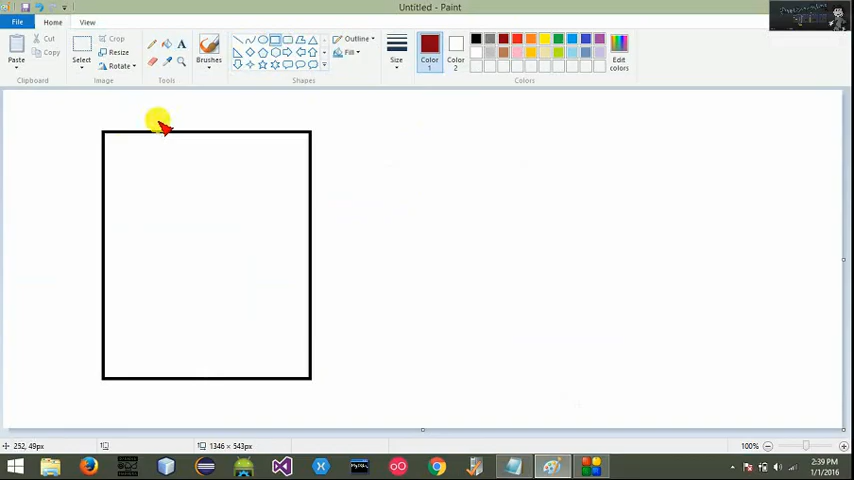 Untitled - Paint
File
Home
View
Paste
Cut
Copy
Clipboard
Select
Crop
Resize
Rotate
Image
A
Tools
Brushes
Outline
Fill
Shapes
Size
Color
1
Color
2
Edit
colors
Colors
252, 49px
1346 × 543px
100%
2:39 PM
1/1/2016